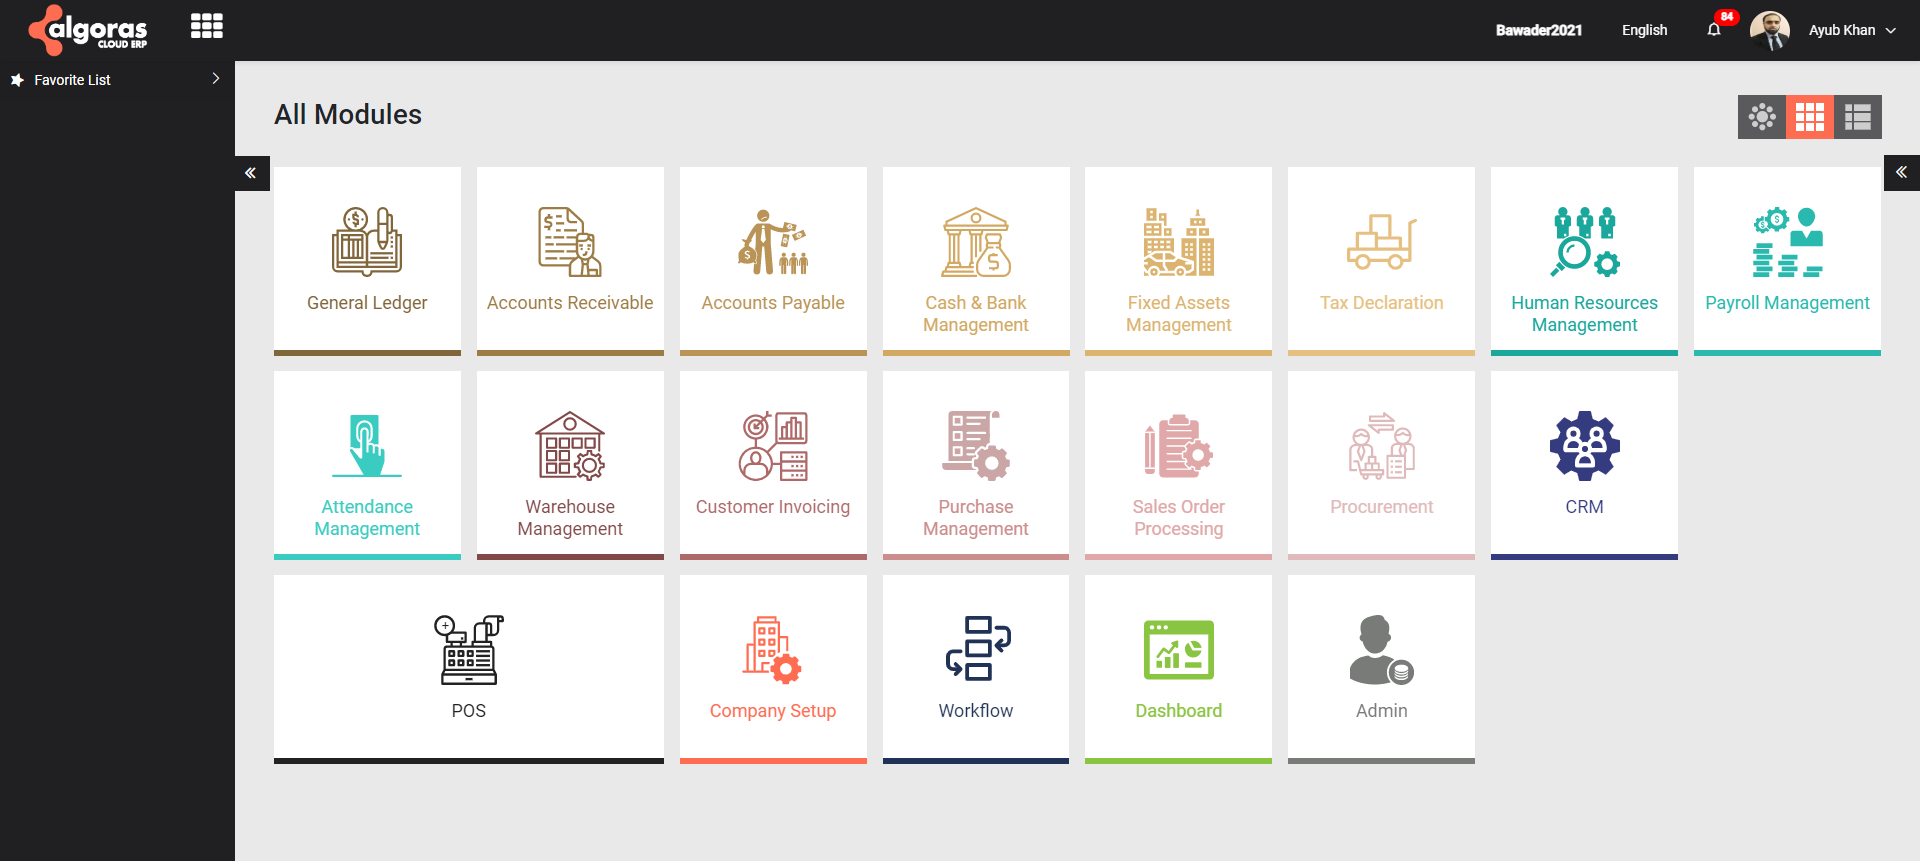 algoras
CLOUD ERP
Bawader2021
English
84
Ayub Khan
Favorite List
All Modules
General Ledger
Accounts Receivable
Accounts Payable
Cash & Bank
Management
Fixed Assets
Management
Tax Declaration
Human Resources
Management
Payroll Management
Attendance
Management
Warehouse
Management
Customer Invoicing
Purchase
Management
Sales Order
Processing
Procurement
CRM
POS
Company Setup
Workflow
Dashboard
Admin